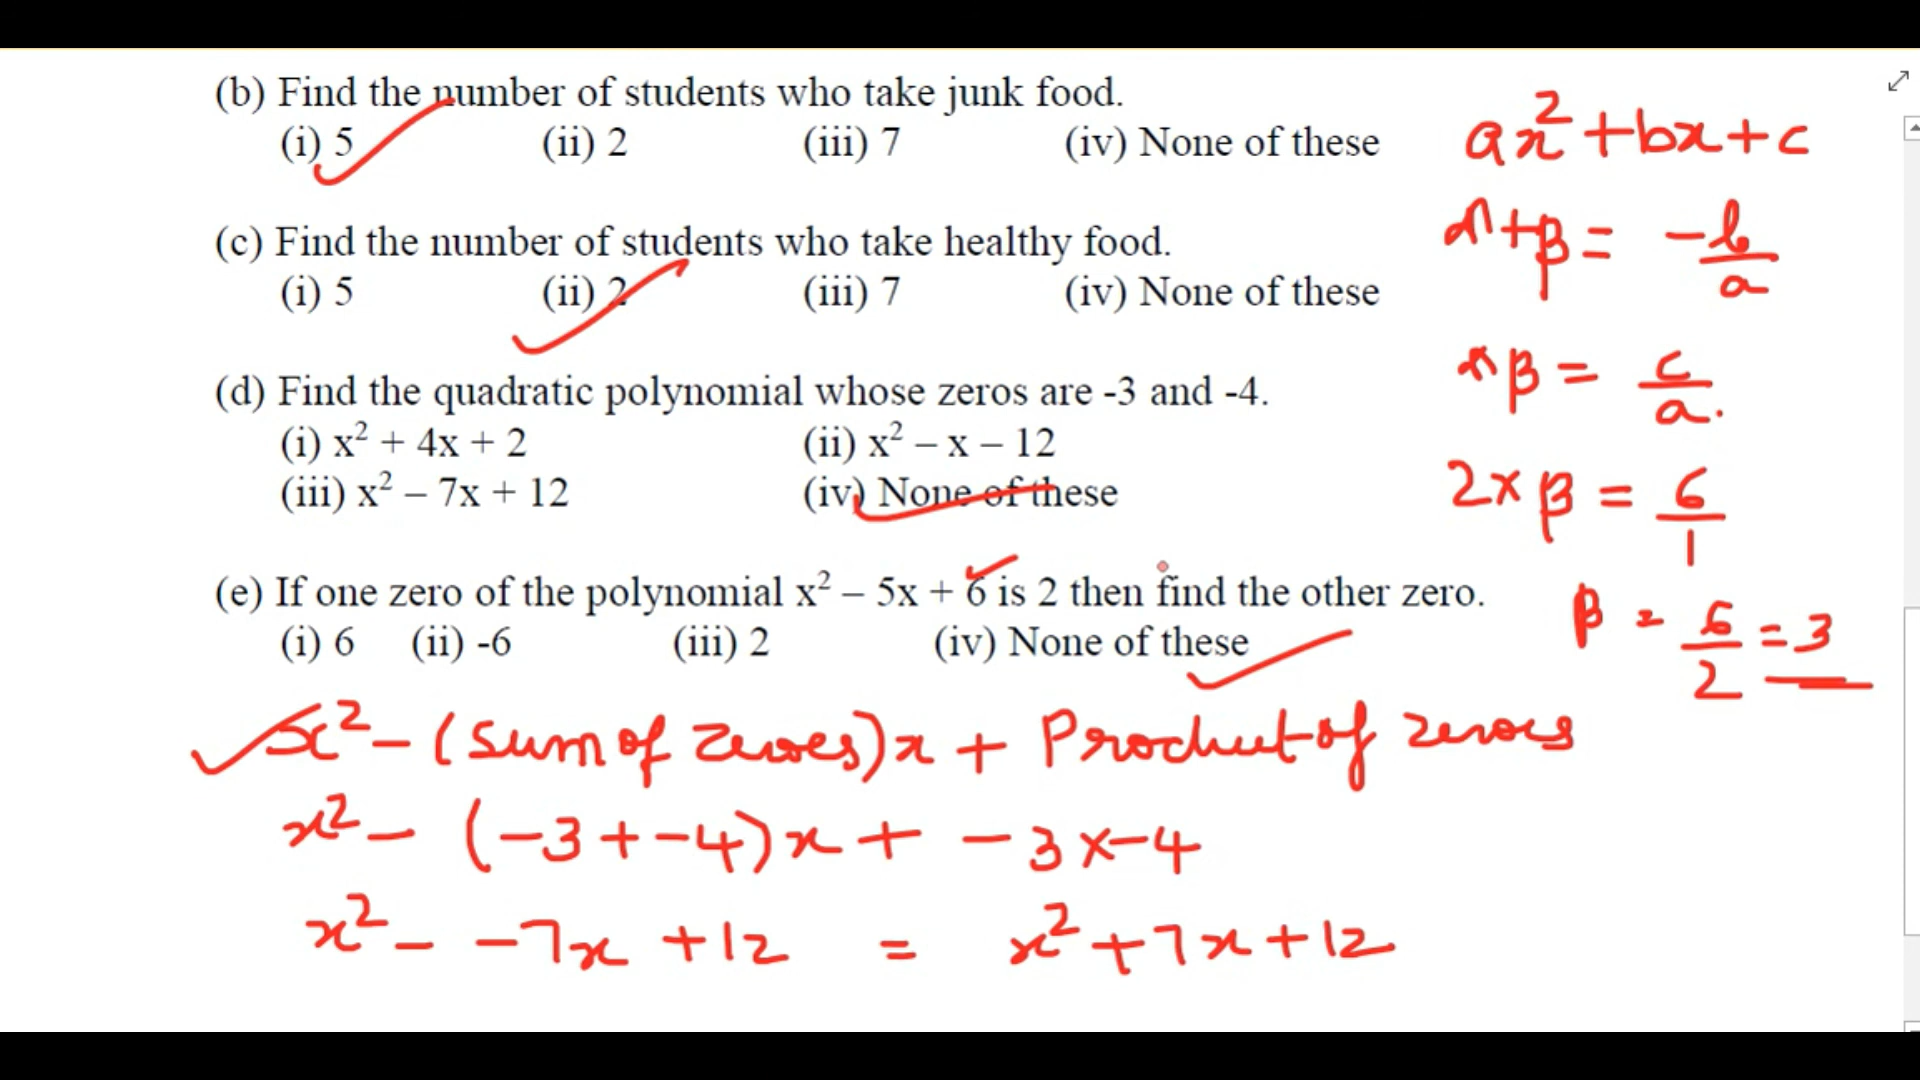 (b) Find the number of students who take junk food.
(i) 5 (ii) 2 (iii) 7 (iv) None of these
(c) Find the number of students who take healthy food.
(i) 5 (ii) 2 (iii) 7 (iv) None of these
(d) Find the quadratic polynomial whose zeros are -3 and -4.
(i) x² + 4x + 2 (ii) x² – x – 12
(iii) x² – 7x + 12 (iv) None of these
(e) If one zero of the polynomial x² – 5x + 6 is 2 then find the other zero.
(i) 6 (ii) -6 (iii) 2 (iv) None of these
x² – (Sum of Zeroes)x + Product of zeroes
x² – (–3 + –4)x + –3 x –4
x² – –7x + 12 = x² + 7x + 12
ax² + bx + c
α + β = –b/a
αβ = c/a.
2 x β = 6/1
β = 6/2 = 3